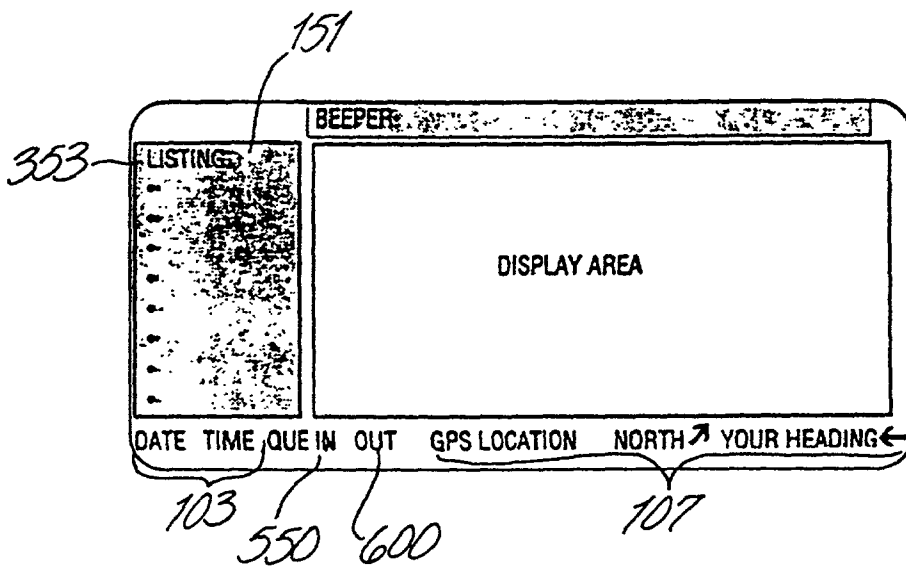 151
BEEPER
353
LISTING
DISPLAY AREA
DATE TIME QUE IN OUT GPS LOCATION NORTH↗ YOUR HEADING←
103
550
600
107